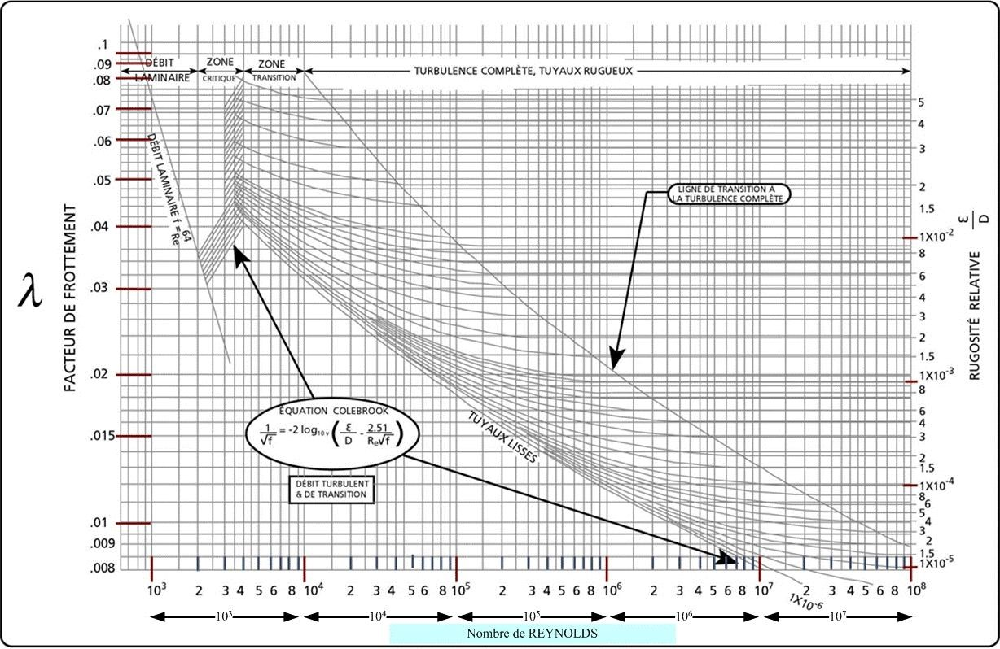 .1
.09
.08
.07
.06
.05
.04
.03
.02
.015
.01
.009
.008
λ
FACTEUR DE FROTTEMENT
DÉBIT
LAMINAIRE
ZONE
CRITIQUE
ZONE
TRANSITION
TURBULENCE COMPLÈTE, TUYAUX RUGUEUX
DÉBIT LAMINAIRE f = 64
Re
LIGNE DE TRANSITION A
LA TURBULENCE COMPLÈTE
ÉQUATION COLEBROOK
1/√f = -2 log10 v (ε/D - 2.51/Re√f)
DÉBIT TURBULENT
& DE TRANSITION
TUYAUX LISSES
5
4
3
2
1.5
1X10-2
8
6
4
3
2
1.5
1X10-3
8
6
4
3
2
1.5
1X10-4
8
6
5
4
3
2
1.5
1X10-5
1X10-6
ε
D
RUGOSITÉ RELATIVE
10³ 2 3 4 5 6 8 10⁴ 2 3 4 5 6 8 10⁵ 2 3 4 5 6 8 10⁶ 2 3 4 5 6 8 10⁷ 2 3 4 5 6 8 10⁸
10³ 10⁴ 10⁵ 10⁶ 10⁷
Nombre de REYNOLDS